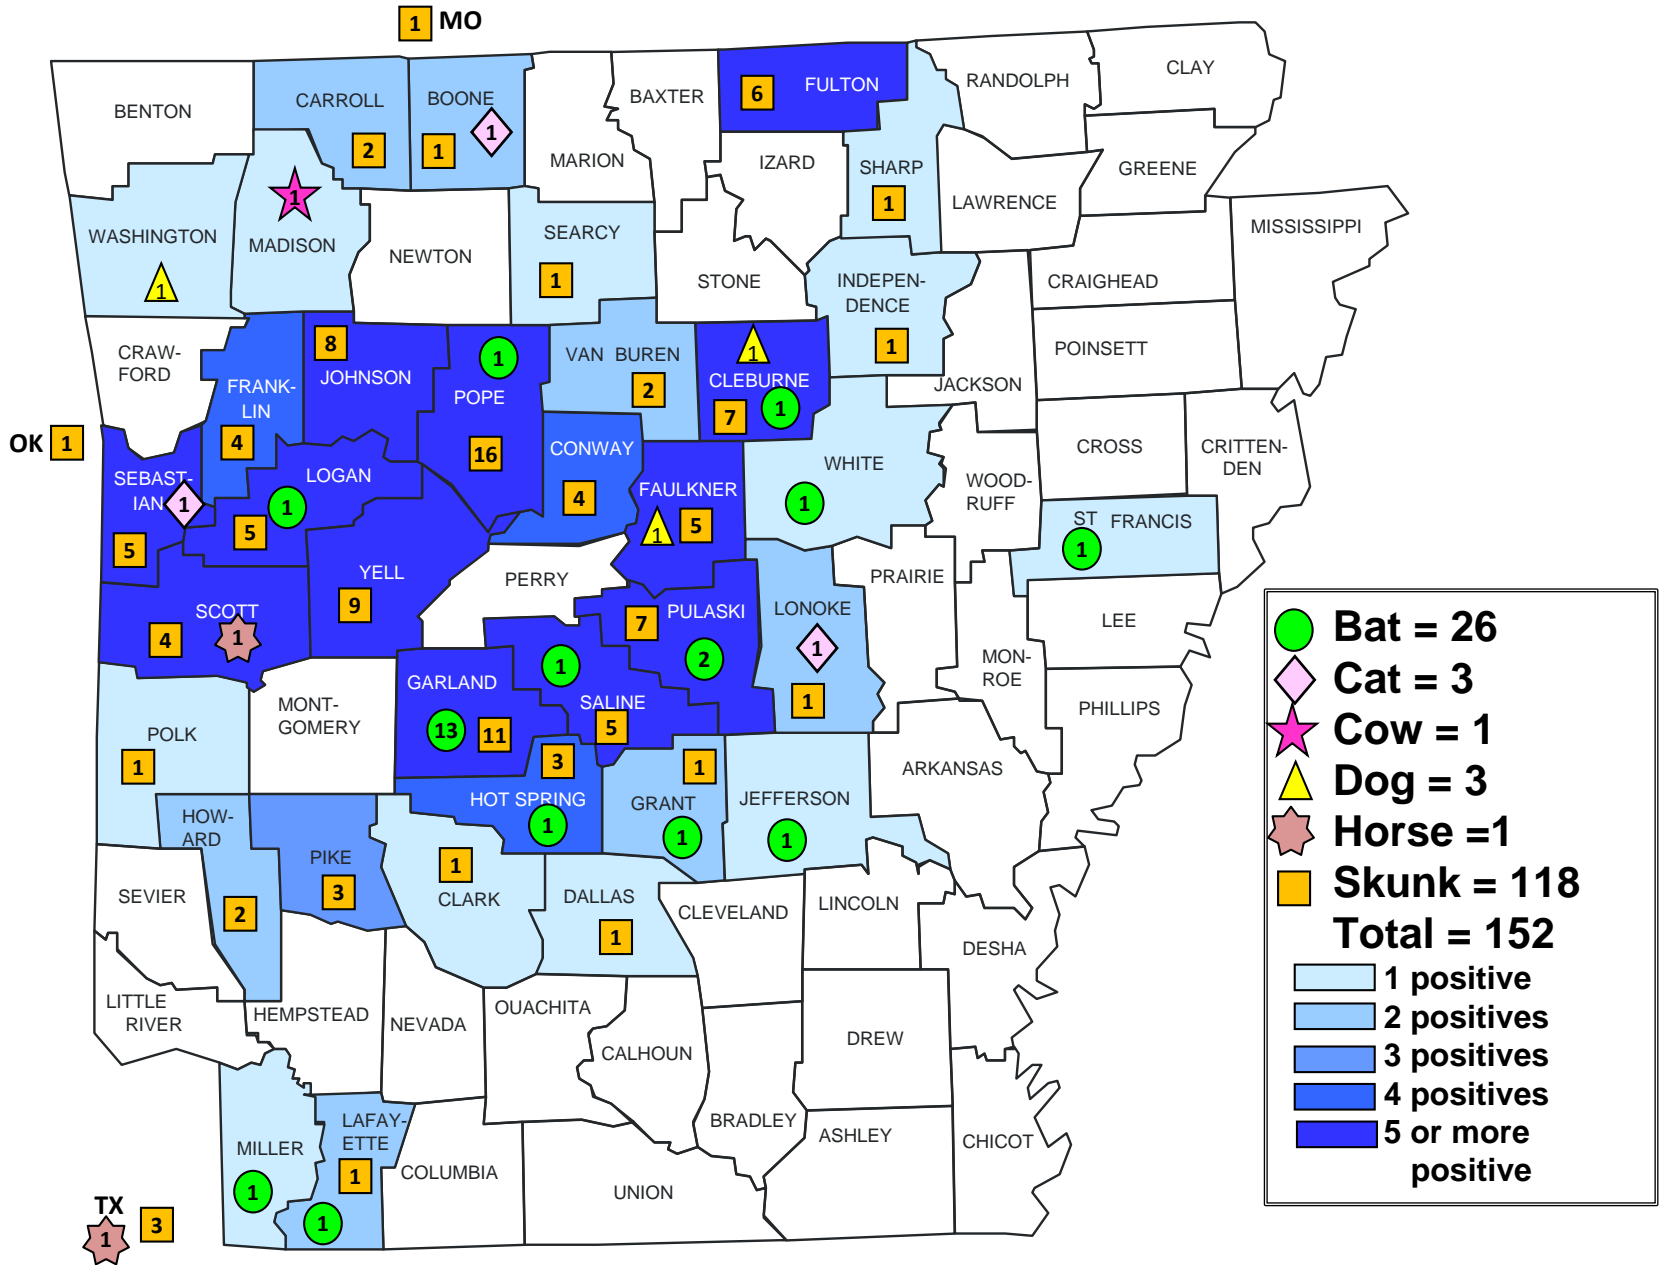 1 MO
BENTON
CARROLL
2
BOONE
1
1
MARION
BAXTER
6
FULTON
RANDOLPH
CLAY
IZARD
SHARP
1
LAWRENCE
GREENE
WASHINGTON
1
1
MADISON
NEWTON
SEARCY
1
STONE
INDEPEN-
DENCE
1
CRAIGHEAD
MISSISSIPPI
CRAW-
FORD
FRANK-
LIN
4
8
JOHNSON
1
POPE
16
VAN BUREN
2
1
CLEBURNE
7
1
JACKSON
POINSETT
OK 1
SEBAST-
IAN
1
5
LOGAN
1
5
CONWAY
4
FAULKNER
1
5
WHITE
1
WOOD-
RUFF
CROSS
CRITTEN-
DEN
ST FRANCIS
1
SCOTT
4
1
YELL
9
PERRY
7
PULASKI
2
LONOKE
1
1
PRAIRIE
MON-
ROE
LEE
PHILLIPS
POLK
1
MONT-
GOMERY
GARLAND
13
11
1
SALINE
5
3
HOT SPRING
1
1
GRANT
1
JEFFERSON
1
ARKANSAS
HOW-
ARD
2
PIKE
3
1
CLARK
DALLAS
1
CLEVELAND
LINCOLN
DESHA
SEVIER
LITTLE
RIVER
HEMPSTEAD
NEVADA
OUACHITA
CALHOUN
DREW
BRADLEY
ASHLEY
CHICOT
MILLER
1
LAFAY-
ETTE
1
1
COLUMBIA
UNION
TX
1
3
Bat = 26
Cat = 3
Cow = 1
Dog = 3
Horse =1
Skunk = 118
Total = 152
1 positive
2 positives
3 positives
4 positives
5 or more
positive